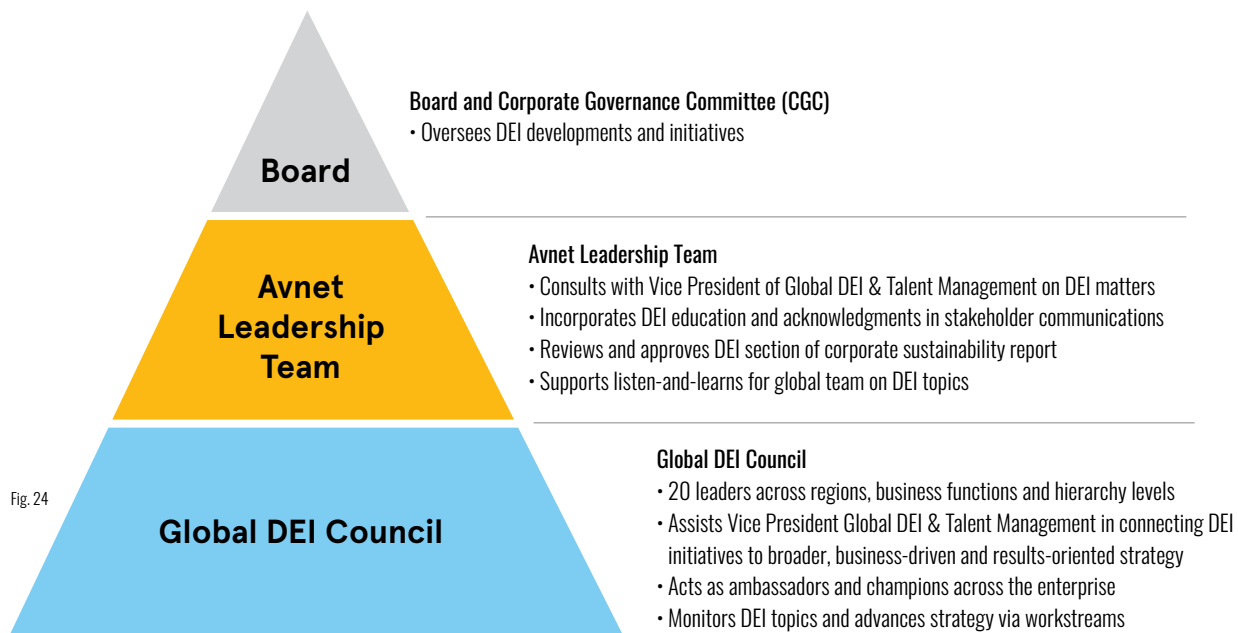 Board and Corporate Governance Committee (CGC)
• Oversees DEI developments and initiatives
Board
Avnet Leadership Team
• Consults with Vice President of Global DEI & Talent Management on DEI matters
• Incorporates DEI education and acknowledgments in stakeholder communications
• Reviews and approves DEI section of corporate sustainability report
• Supports listen-and-learns for global team on DEI topics
Avnet
Leadership
Team
Global DEI Council
• 20 leaders across regions, business functions and hierarchy levels
• Assists Vice President Global DEI & Talent Management in connecting DEI
initiatives to broader, business-driven and results-oriented strategy
• Acts as ambassadors and champions across the enterprise
• Monitors DEI topics and advances strategy via workstreams
Fig. 24
Global DEI Council